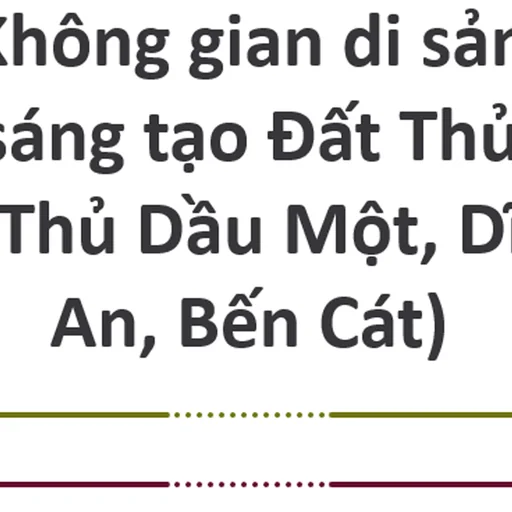 Không gian di sản
sáng tạo Đất Thủ
Thủ Dầu Một, Dĩ
An, Bến Cát)